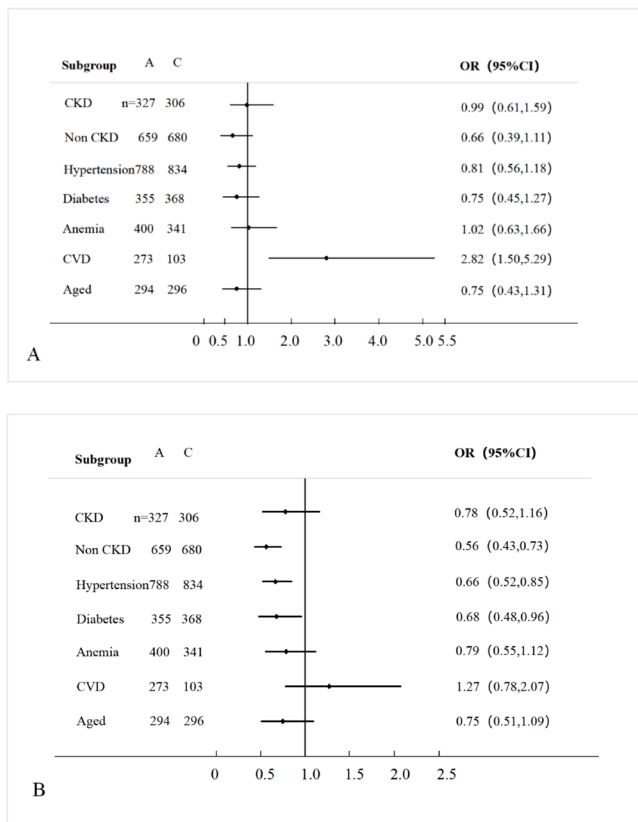 Subgroup A C OR (95%CI)
CKD n=327 306 0.99 (0.61,1.59)
Non CKD 659 680 0.66 (0.39,1.11)
Hypertension788 834 0.81 (0.56,1.18)
Diabetes 355 368 0.75 (0.45,1.27)
Anemia 400 341 1.02 (0.63,1.66)
CVD 273 103 2.82 (1.50,5.29)
Aged 294 296 0.75 (0.43,1.31)
0 0.5 1.0 2.0 3.0 4.0 5.0 5.5
A
Subgroup A C OR (95%CI)
CKD n=327 306 0.78 (0.52,1.16)
Non CKD 659 680 0.56 (0.43,0.73)
Hypertension788 834 0.66 (0.52,0.85)
Diabetes 355 368 0.68 (0.48,0.96)
Anemia 400 341 0.79 (0.55,1.12)
CVD 273 103 1.27 (0.78,2.07)
Aged 294 296 0.75 (0.51,1.09)
0 0.5 1.0 1.5 2.0 2.5
B